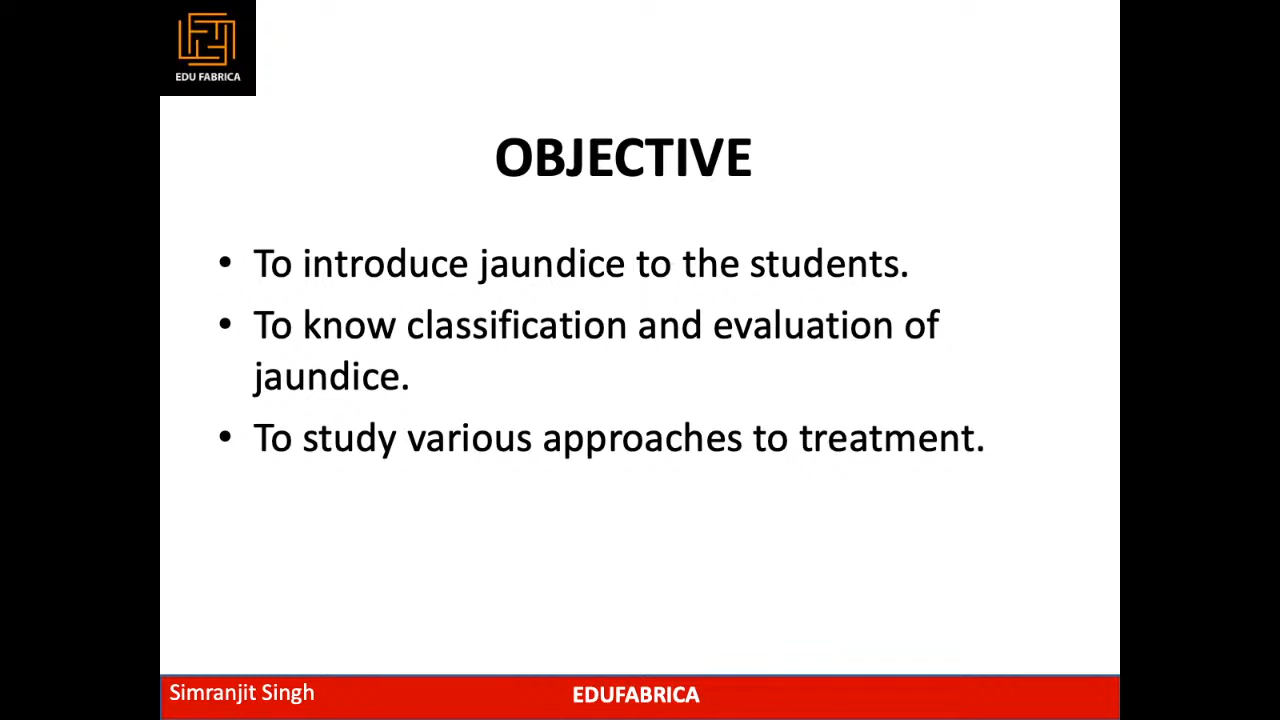 EDU FABRICA
OBJECTIVE
• To introduce jaundice to the students.
• To know classification and evaluation of
jaundice.
• To study various approaches to treatment.
Simranjit Singh
EDUFABRICA